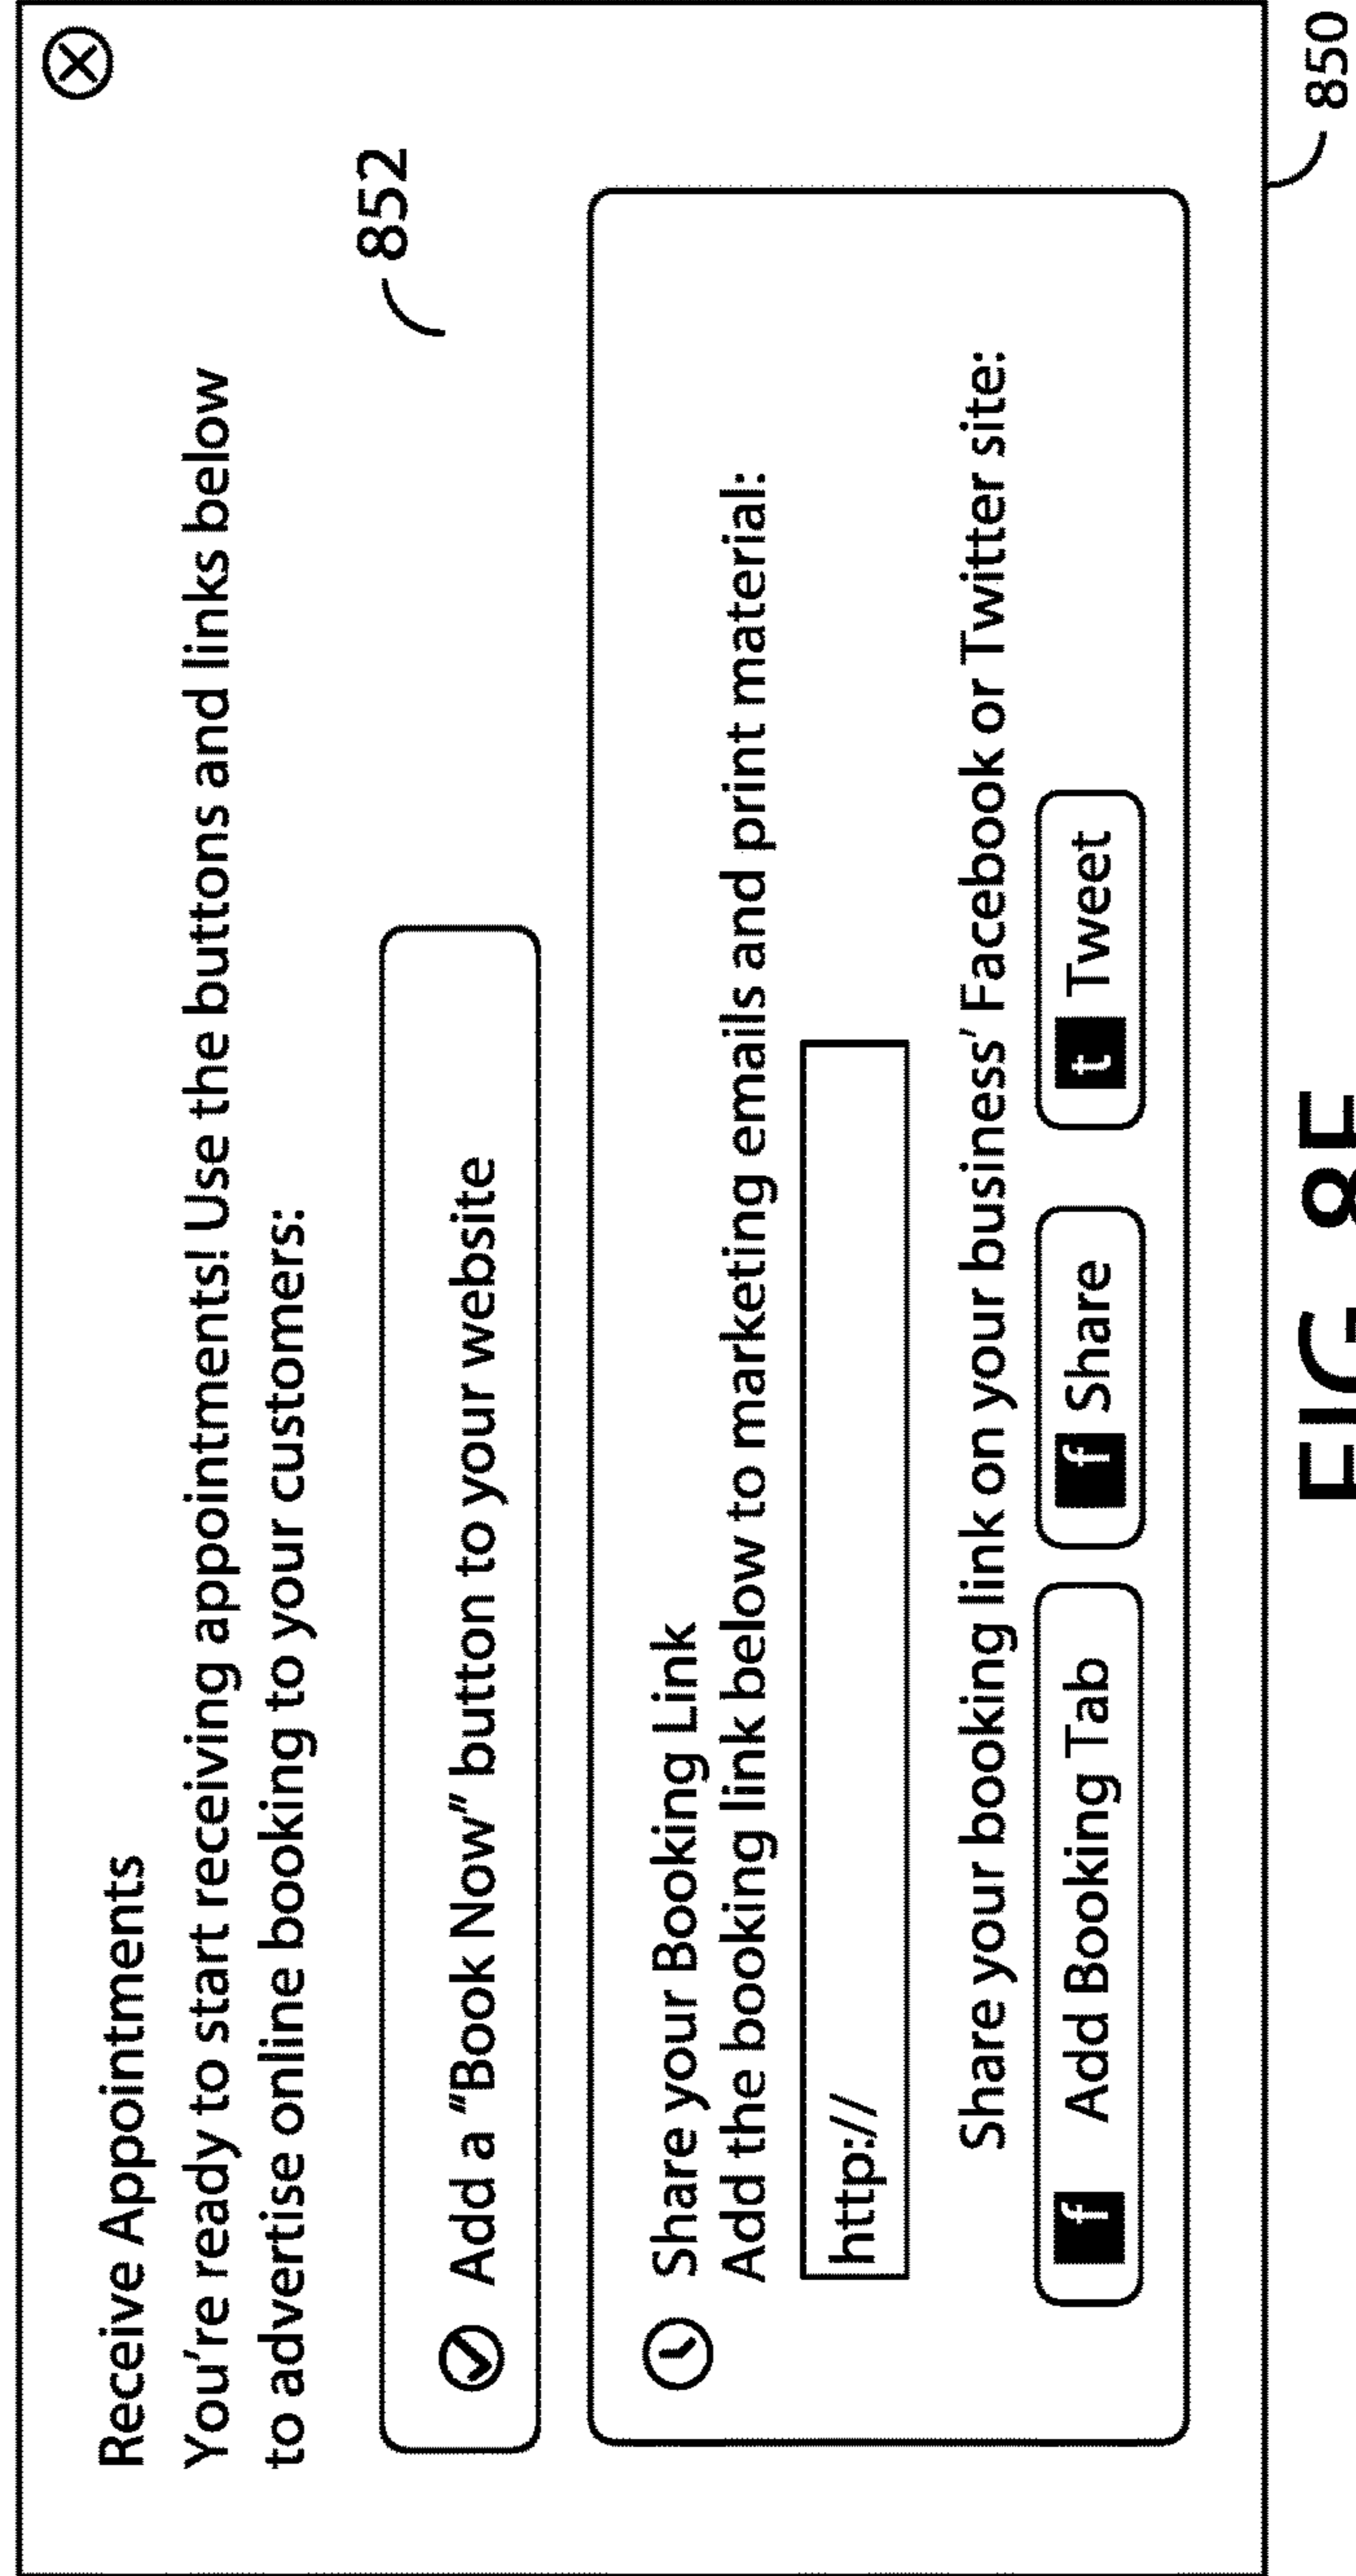 Receive Appointments
You're ready to start receiving appointments! Use the buttons and links below
to advertise online booking to your customers:
852
Add a “Book Now” button to your website
Share your Booking Link
Add the booking link below to marketing emails and print material:
http://
Share your booking link on your business' Facebook or Twitter site:
f Add Booking Tab
f Share
t Tweet
850